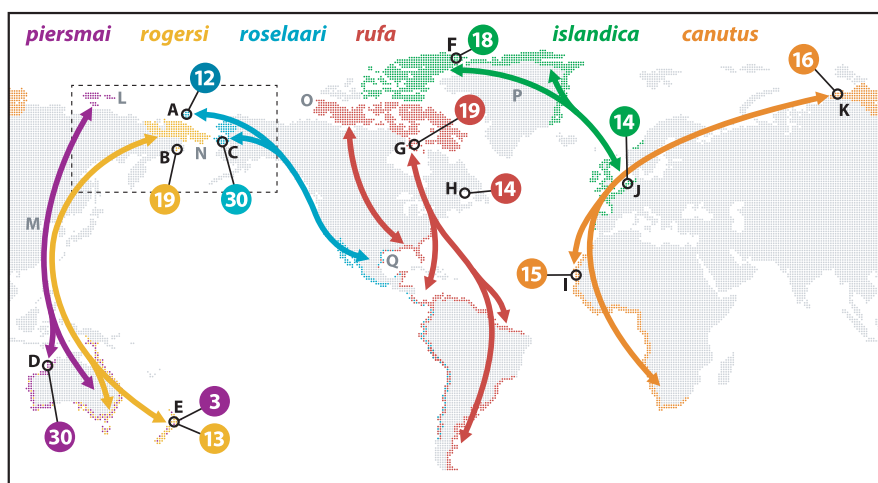 piersmai rogersi roselaari rufa islandica canutus
F 18
16
12
L
O
P
A
19
14
K
G
B N C
H 14
J
19
30
M
Q
15
I
D
3
E
30
13